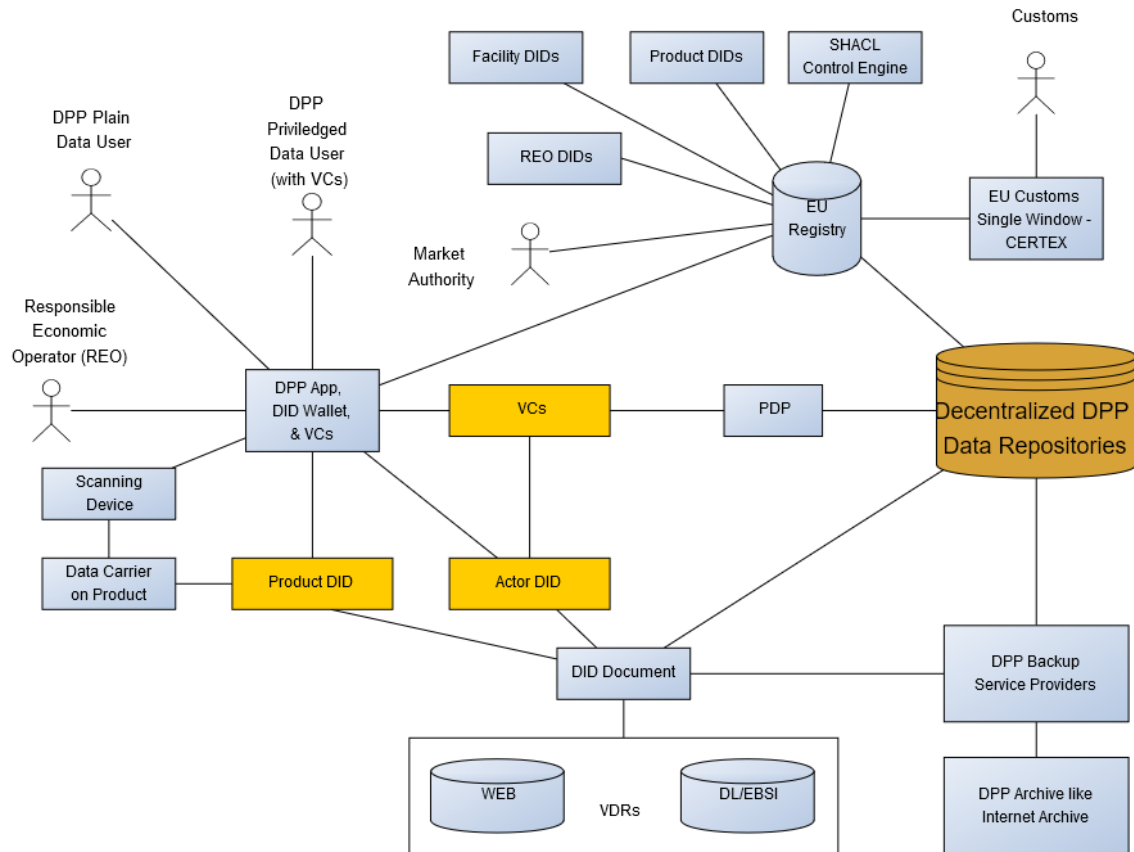 Customs
Facility DIDs
Product DIDs
SHACL
Control Engine
DPP Plain
Data User
DPP
Priviledged
Data User
(with VCs)
REO DIDs
EU
Registry
EU Customs
Single Window -
CERTEX
Market
Authority
Responsible
Economic
Operator (REO)
DPP App,
DID Wallet,
& VCs
VCs
PDP
Decentralized DPP
Data Repositories
Scanning
Device
Data Carrier
on Product
Product DID
Actor DID
DID Document
DPP Backup
Service Providers
WEB
VDRs
DL/EBSI
DPP Archive like
Internet Archive